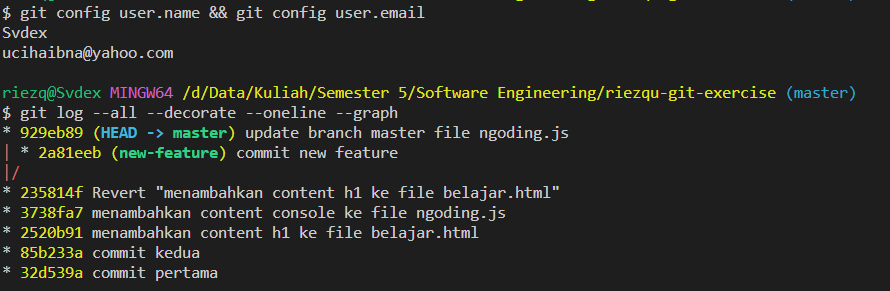 $ git config user.name && git config user.email
Svdex
ucihaibna@yahoo.com
riezq@Svdex MINGW64 /d/Data/Kuliah/Semester 5/Software Engineering/riezqu-git-exercise (master)
$ git log --all --decorate --oneline --graph
* 929eb89 (HEAD -> master) update branch master file ngoding.js
| * 2a81eeb (new-feature) commit new feature
|/
* 235814f Revert "menambahkan content h1 ke file belajar.html"
* 3738fa7 menambahkan content console ke file ngoding.js
* 2520b91 menambahkan content h1 ke file belajar.html
* 85b233a commit kedua
* 32d539a commit pertama